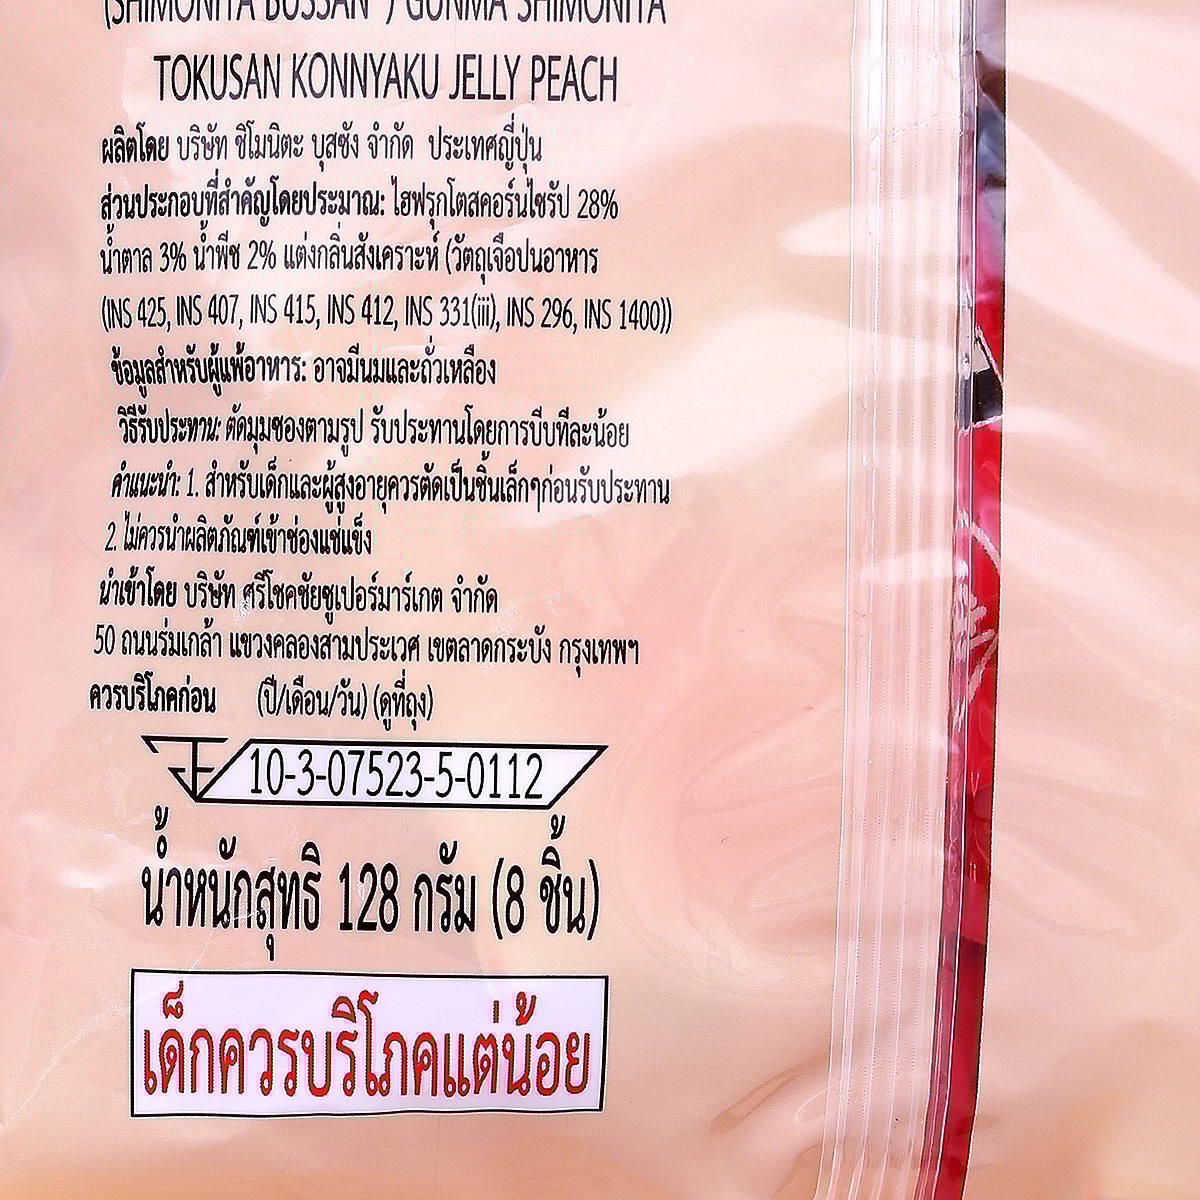 (SHIMONITA BUSSAN ) GUNMA SHIMONITA
TOKUSAN KONNYAKU JELLY PEACH
ผลิตโดย บริษัท ชิโมนิตะ บุสซัง จำกัด ประเทศญี่ปุ่น
ส่วนประกอบที่สำคัญโดยประมาณ: ไฮฟรุกโตสคอร์นไซรัป 28%
น้ำตาล 3% น้ำพีช 2% แต่งกลิ่นสังเคราะห์ (วัตถุเจือปนอาหาร
(INS 425, INS 407, INS 415, INS 412, INS 331(iii), INS 296, INS 1400))
ข้อมูลสำหรับผู้แพ้อาหาร: อาจมีนมและถั่วเหลือง
วิธีรับประทาน: ตัดมุมซองตามรูป รับประทานโดยการบีบทีละน้อย
คำแนะนำ: 1. สำหรับเด็กและผู้สูงอายุควรตัดเป็นชิ้นเล็กๆก่อนรับประทาน
2. ไม่ควรนำผลิตภัณฑ์เข้าช่องแช่แข็ง
นำเข้าโดย บริษัท ศรีโชคชัยซูเปอร์มาร์เกต จำกัด
50 ถนนร่มเกล้า แขวงคลองสามประเวศ เขตลาดกระบัง กรุงเทพฯ
ควรบริโภคก่อน (ปี/เดือน/วัน) (ดูที่ถุง)
10-3-07523-5-0112
น้ำหนักสุทธิ 128 กรัม (8 ชิ้น)
เด็กควรบริโภคแต่น้อย